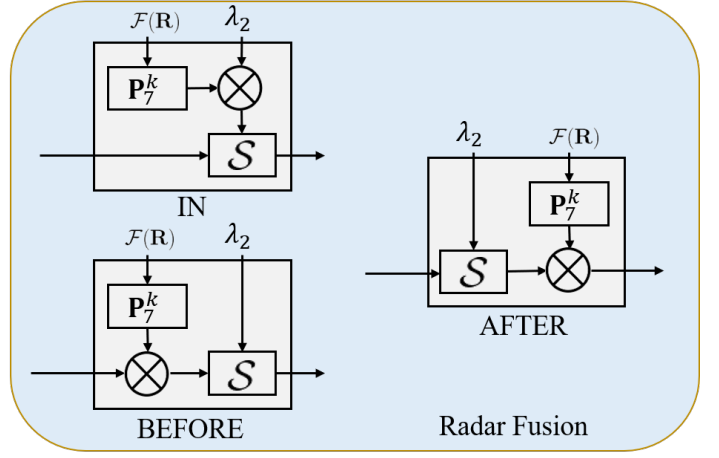 𝓕(𝐑) λ₂
𝐏₇ᵏ
𝒮
IN
𝓕(𝐑) λ₂
𝐏₇ᵏ
𝒮
BEFORE
λ₂ 𝓕(𝐑)
𝐏₇ᵏ
𝒮
AFTER
Radar Fusion